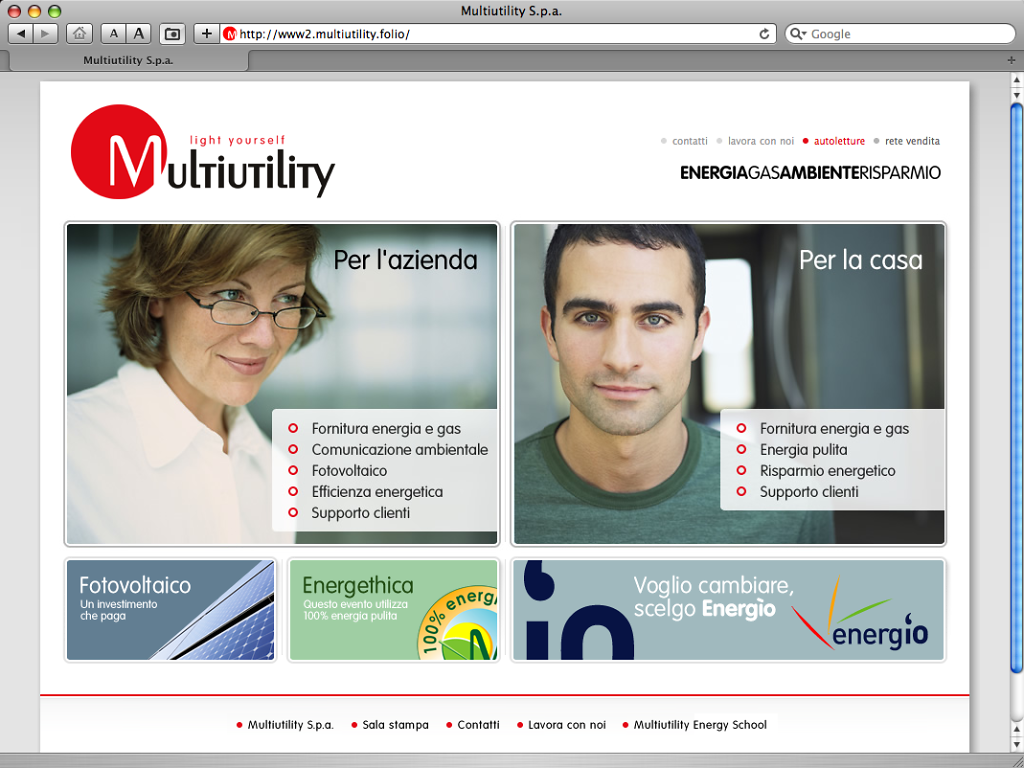 Multiutility S.p.a.
A A
http://www2.multiutility.folio/
Google
Multiutility S.p.a.
light yourself
Multiutility
contatti lavora con noi autoletture rete vendita
ENERGIAGASAMBIENTERISPARMIO
Per l'azienda
Fornitura energia e gas
Comunicazione ambientale
Fotovoltaico
Efficienza energetica
Supporto clienti
Per la casa
Fornitura energia e gas
Energia pulita
Risparmio energetico
Supporto clienti
Fotovoltaico
Un investimento
che paga
Energethica
Questo evento utilizza
100% energia pulita
100% energi
Voglio cambiare,
scelgo Energìo
io
energìo
Multiutility S.p.a. Sala stampa Contatti Lavora con noi Multiutility Energy School